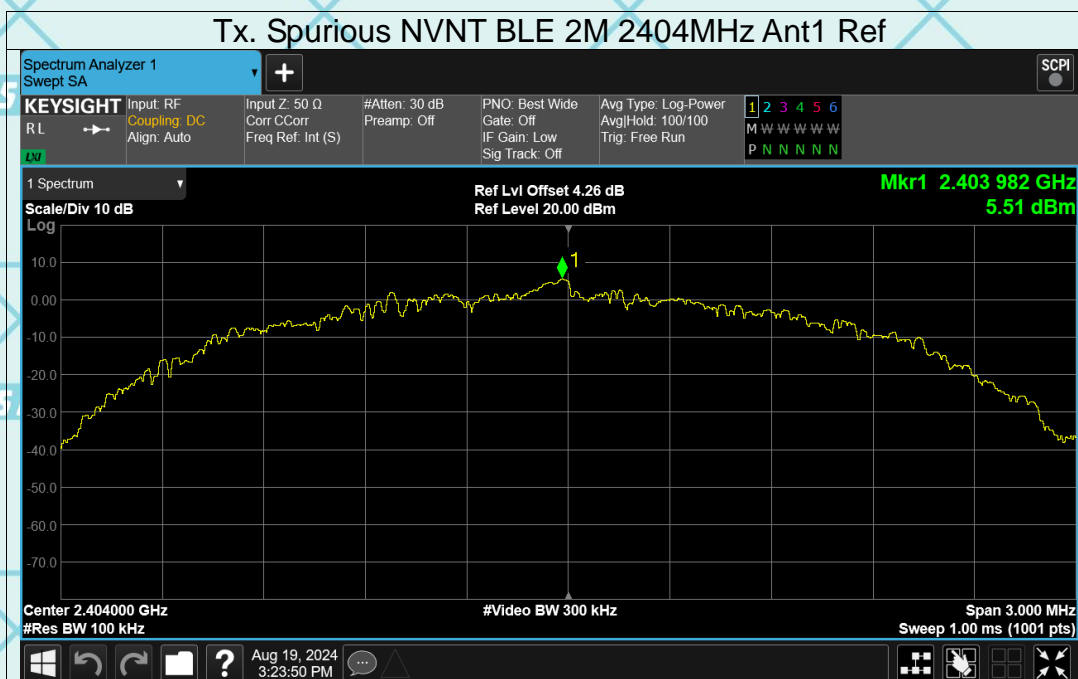 Tx. Spurious NVNT BLE 2M 2404MHz Ant1 Ref
Spectrum Analyzer 1
Swept SA
+
SCPI
KEYSIGHT
R L
LXI
Input: RF
Coupling: DC
Align: Auto
Input Z: 50 Ω
Corr CCorr
Freq Ref: Int (S)
#Atten: 30 dB
Preamp: Off
PNO: Best Wide
Gate: Off
IF Gain: Low
Sig Track: Off
Avg Type: Log-Power
Avg|Hold: 100/100
Trig: Free Run
1 2 3 4 5 6
M W W W W W
P N N N N N
1 Spectrum
Scale/Div 10 dB
Log
Ref Lvl Offset 4.26 dB
Ref Level 20.00 dBm
Mkr1 2.403 982 GHz
5.51 dBm
1
10.0
0.00
-10.0
-20.0
-30.0
-40.0
-50.0
-60.0
-70.0
Center 2.404000 GHz
#Video BW 300 kHz
Span 3.000 MHz
#Res BW 100 kHz
Sweep 1.00 ms (1001 pts)
?
Aug 19, 2024
3:23:50 PM